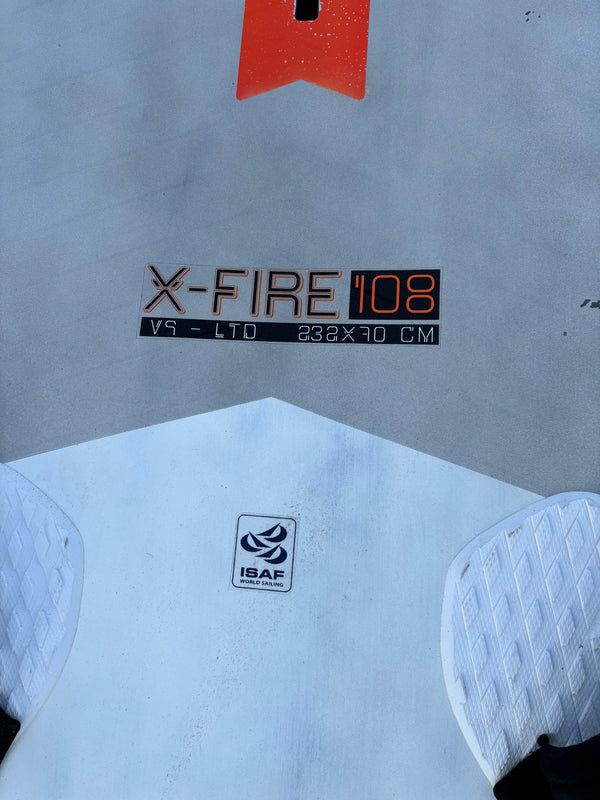 X-FIRE 108
V9 - LTD 232X70 CM
ISAF
WORLD SAILING